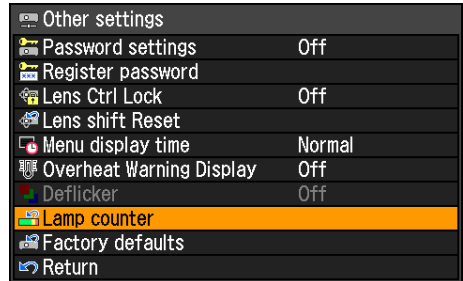 Other settings
Password settings Off
Register password
Lens Ctrl Lock Off
Lens shift Reset
Menu display time Normal
Overheat Warning Display Off
Deflicker Off
Lamp counter
Factory defaults
Return